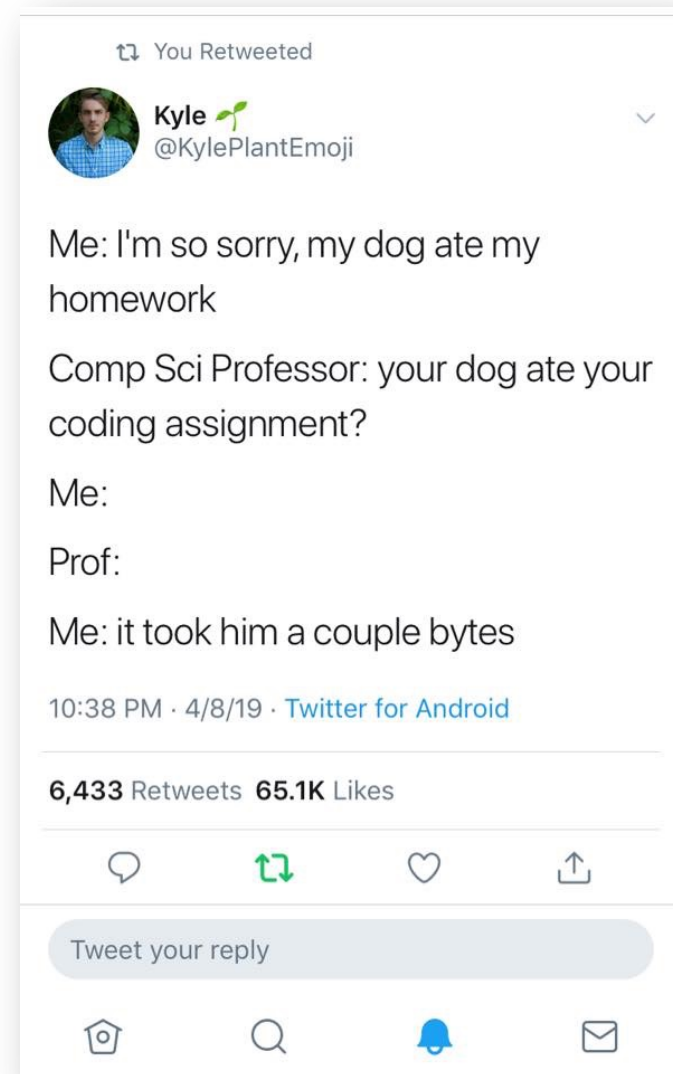 You Retweeted
Kyle 🌱
@KylePlantEmoji
Me: I'm so sorry, my dog ate my
homework
Comp Sci Professor: your dog ate your
coding assignment?
Me:
Prof:
Me: it took him a couple bytes
10:38 PM · 4/8/19 · Twitter for Android
6,433 Retweets 65.1K Likes
Tweet your reply